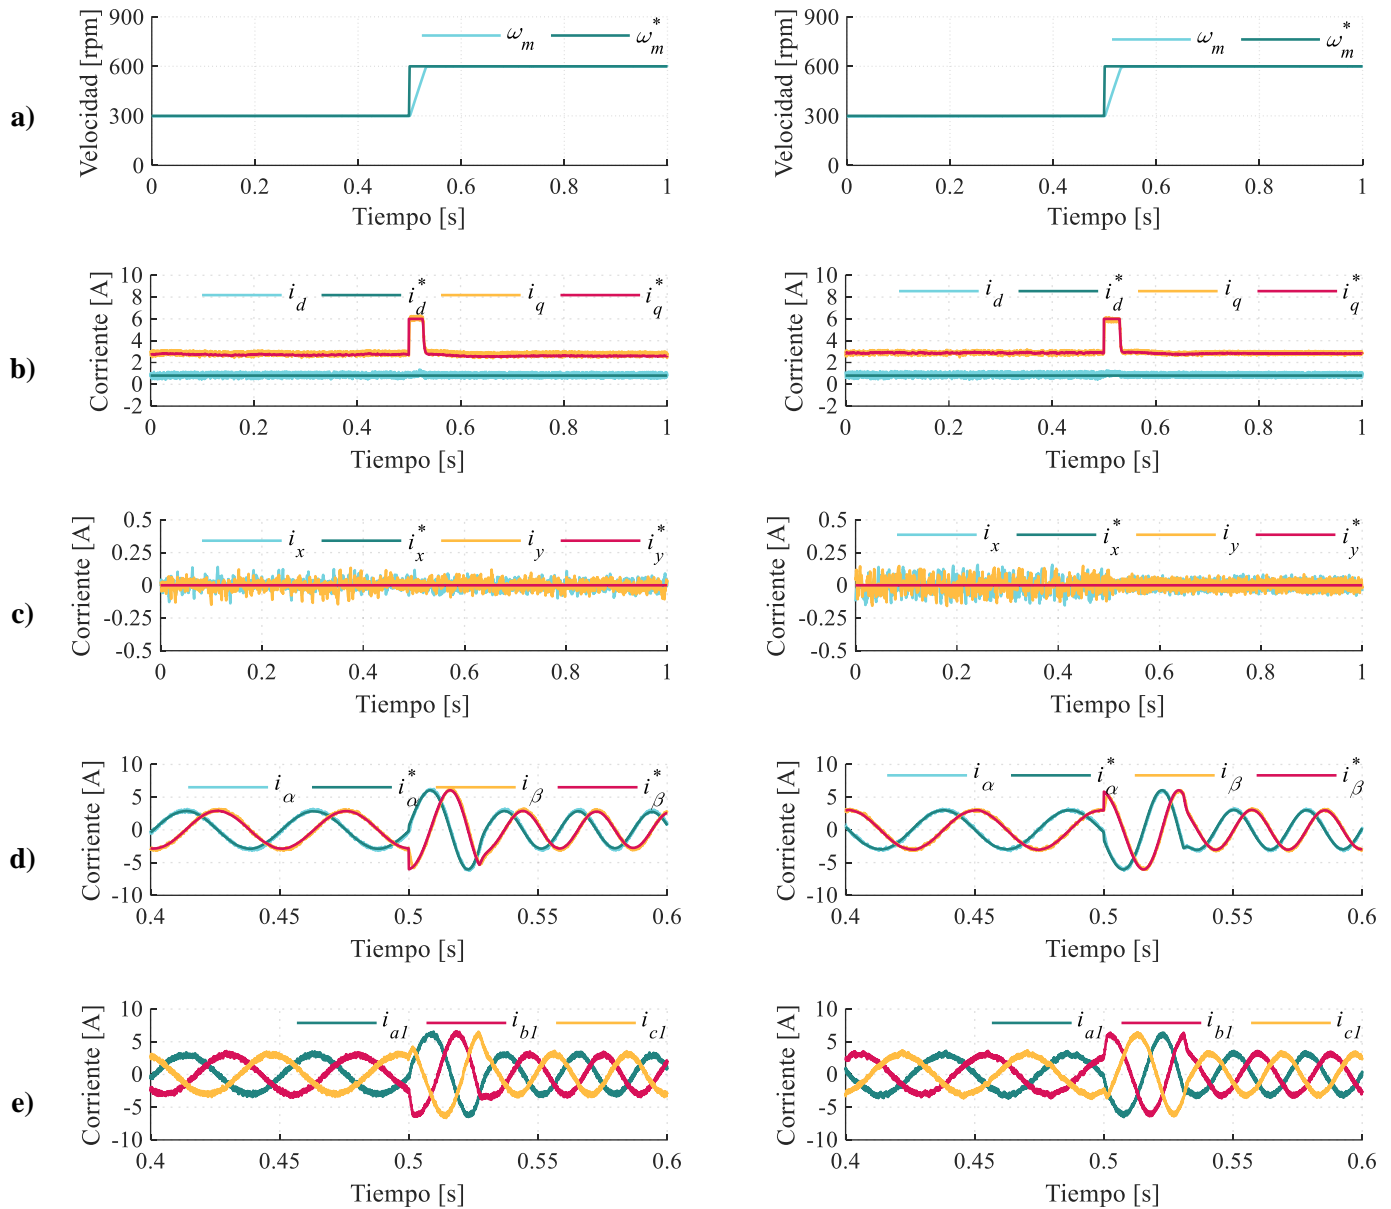 a)
900
600
300
0
Velocidad [rpm]
ω_m ω_m^*
0 0.2 0.4 0.6 0.8 1
Tiempo [s]
900
600
300
0
Velocidad [rpm]
ω_m ω_m^*
0 0.2 0.4 0.6 0.8 1
Tiempo [s]
b)
10
8
6
4
2
0
-2
Corriente [A]
i_d i_d^* i_q i_q^*
0 0.2 0.4 0.6 0.8 1
Tiempo [s]
10
8
6
4
2
0
-2
Corriente [A]
i_d i_d^* i_q i_q^*
0 0.2 0.4 0.6 0.8 1
Tiempo [s]
c)
0.5
0.25
0
-0.25
-0.5
Corriente [A]
i_x i_x^* i_y i_y^*
0 0.2 0.4 0.6 0.8 1
Tiempo [s]
0.5
0.25
0
-0.25
-0.5
Corriente [A]
i_x i_x^* i_y i_y^*
0 0.2 0.4 0.6 0.8 1
Tiempo [s]
d)
10
5
0
-5
-10
Corriente [A]
i_α i_α^* i_β i_β^*
0.4 0.45 0.5 0.55 0.6
Tiempo [s]
10
5
0
-5
-10
Corriente [A]
i_α i_α^* i_β i_β^*
0.4 0.45 0.5 0.55 0.6
Tiempo [s]
e)
10
5
0
-5
-10
Corriente [A]
i_a1 i_b1 i_c1
0.4 0.45 0.5 0.55 0.6
Tiempo [s]
10
5
0
-5
-10
Corriente [A]
i_a1 i_b1 i_c1
0.4 0.45 0.5 0.55 0.6
Tiempo [s]